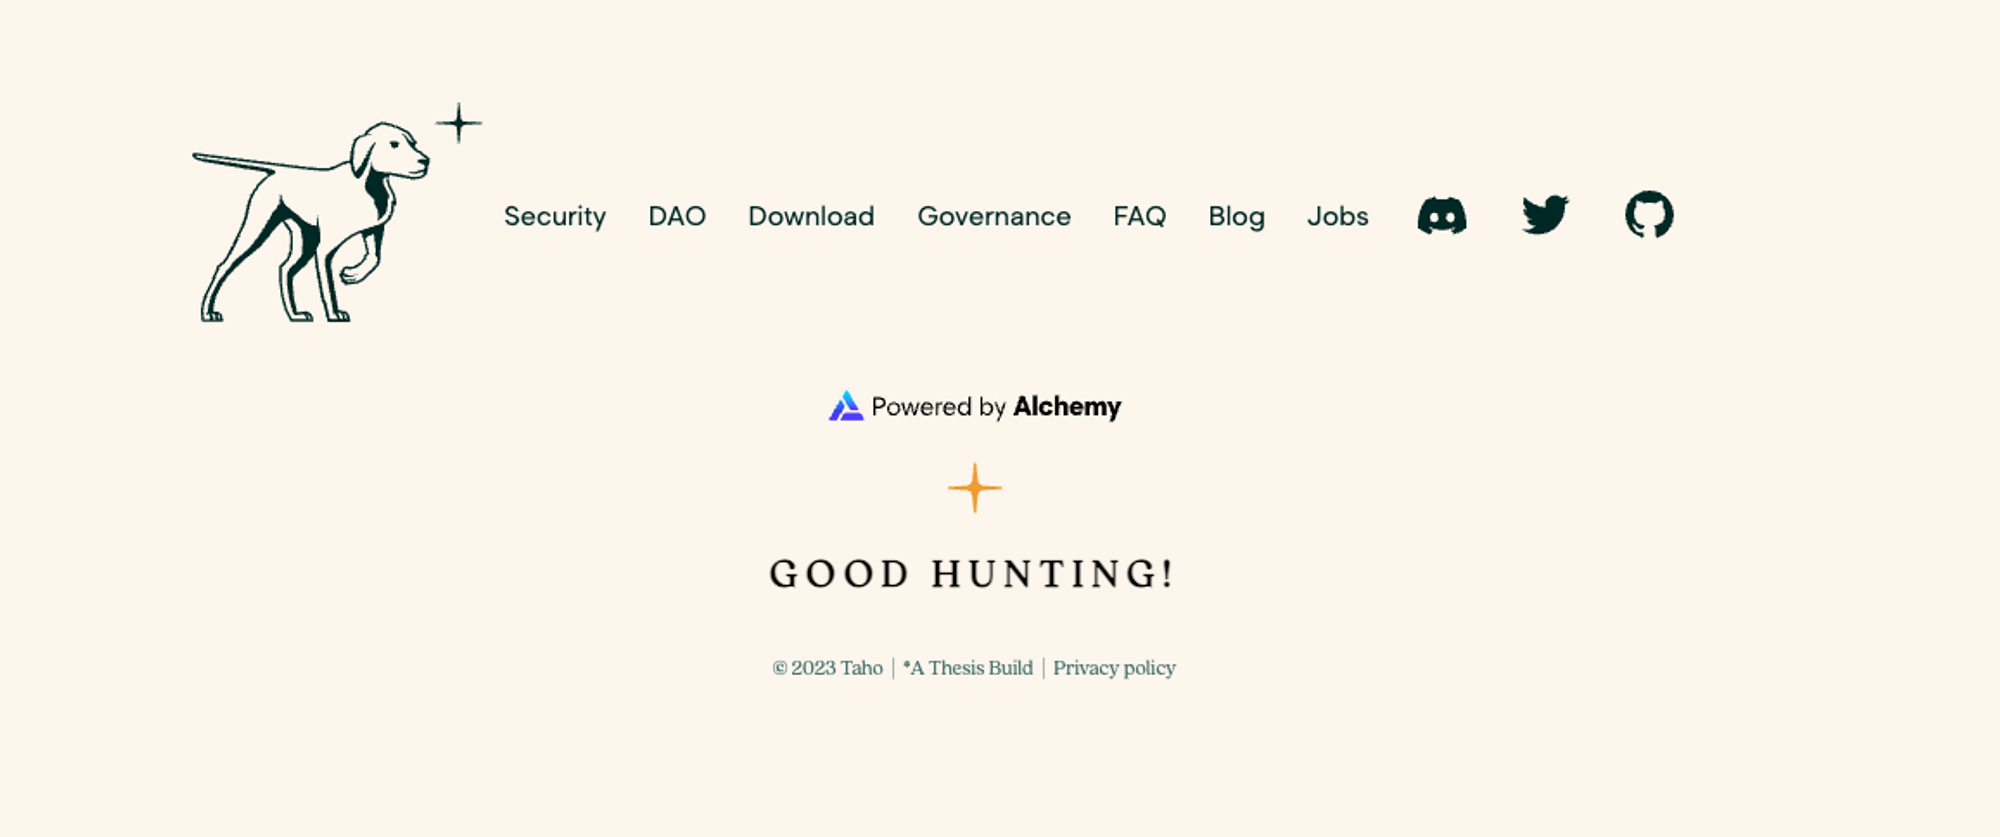 Security DAO Download Governance FAQ Blog Jobs
Powered by Alchemy
GOOD HUNTING!
© 2023 Taho | *A Thesis Build | Privacy policy